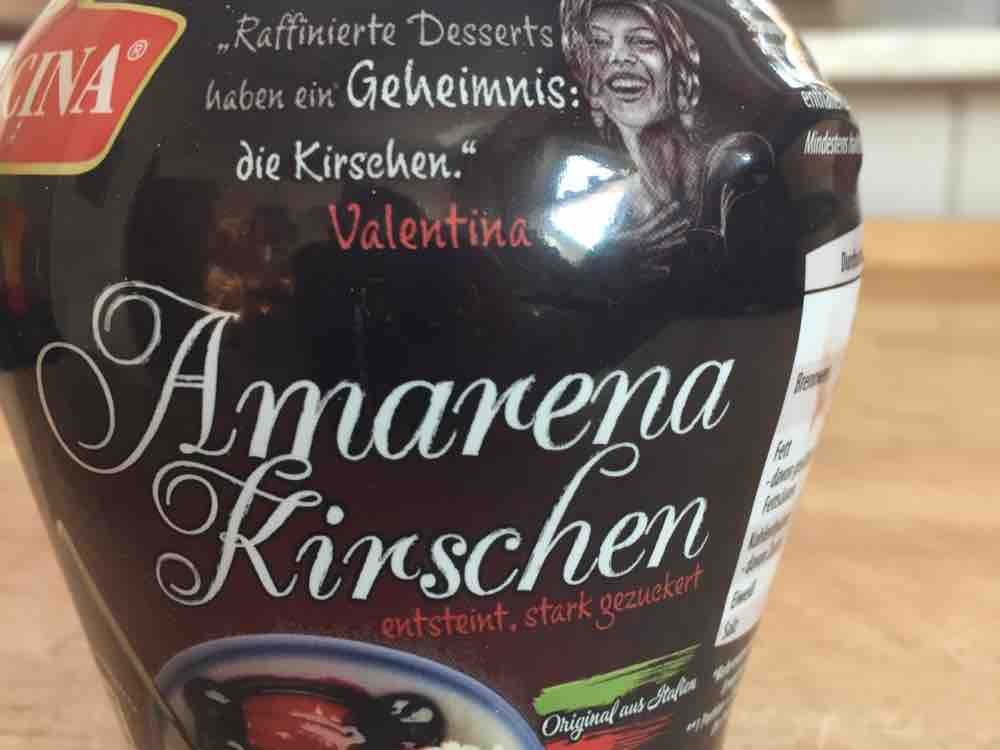 CINA®
„Raffinierte Desserts
haben ein Geheimnis:
die Kirschen.“
Valentina
Amarena
Kirschen
entsteint, stark gezuckert
Original aus Italien
Mindestens
Fett
Eiweiß
Salz